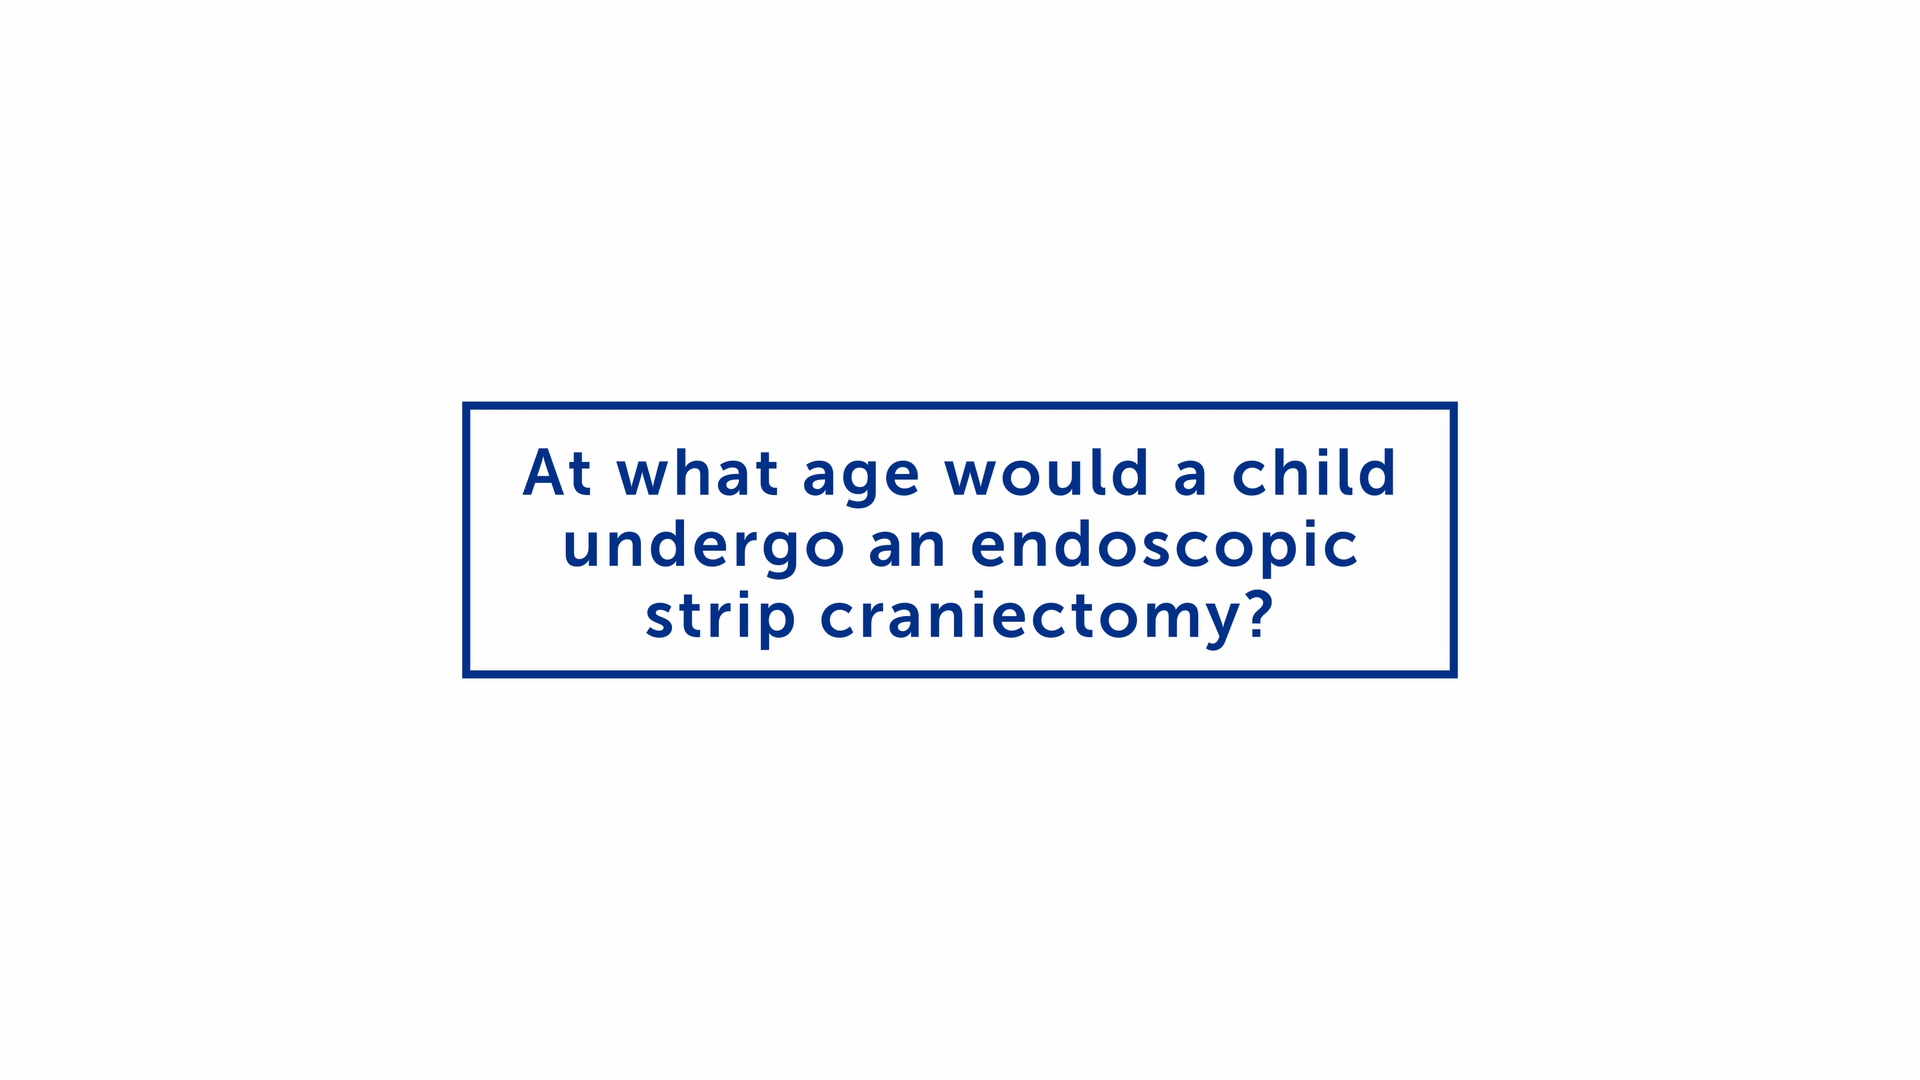 At what age would a child
undergo an endoscopic
strip craniectomy?